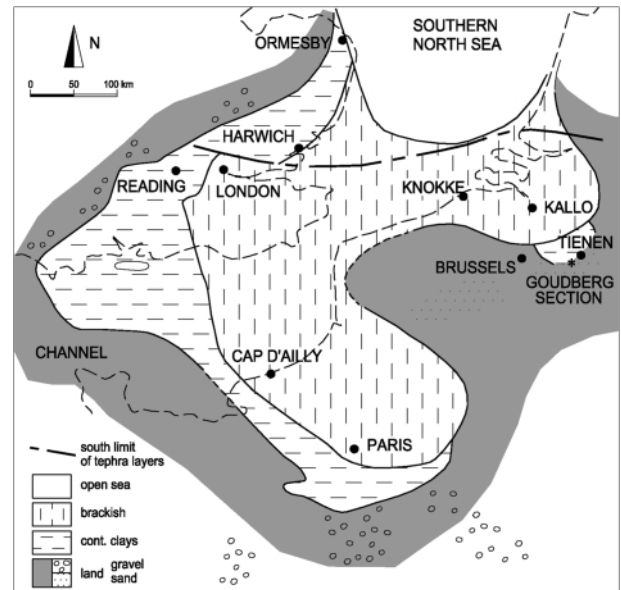 SOUTHERN
NORTH SEA
ORMESBY
N
0 50 100 km
HARWICH
READING
LONDON
KNOKKE
KALLO
TIENEN
BRUSSELS
*
GOUDBERG
SECTION
CHANNEL
CAP D'AILLY
PARIS
south limit
of tephra layers
open sea
brackish
cont. clays
land gravel
sand